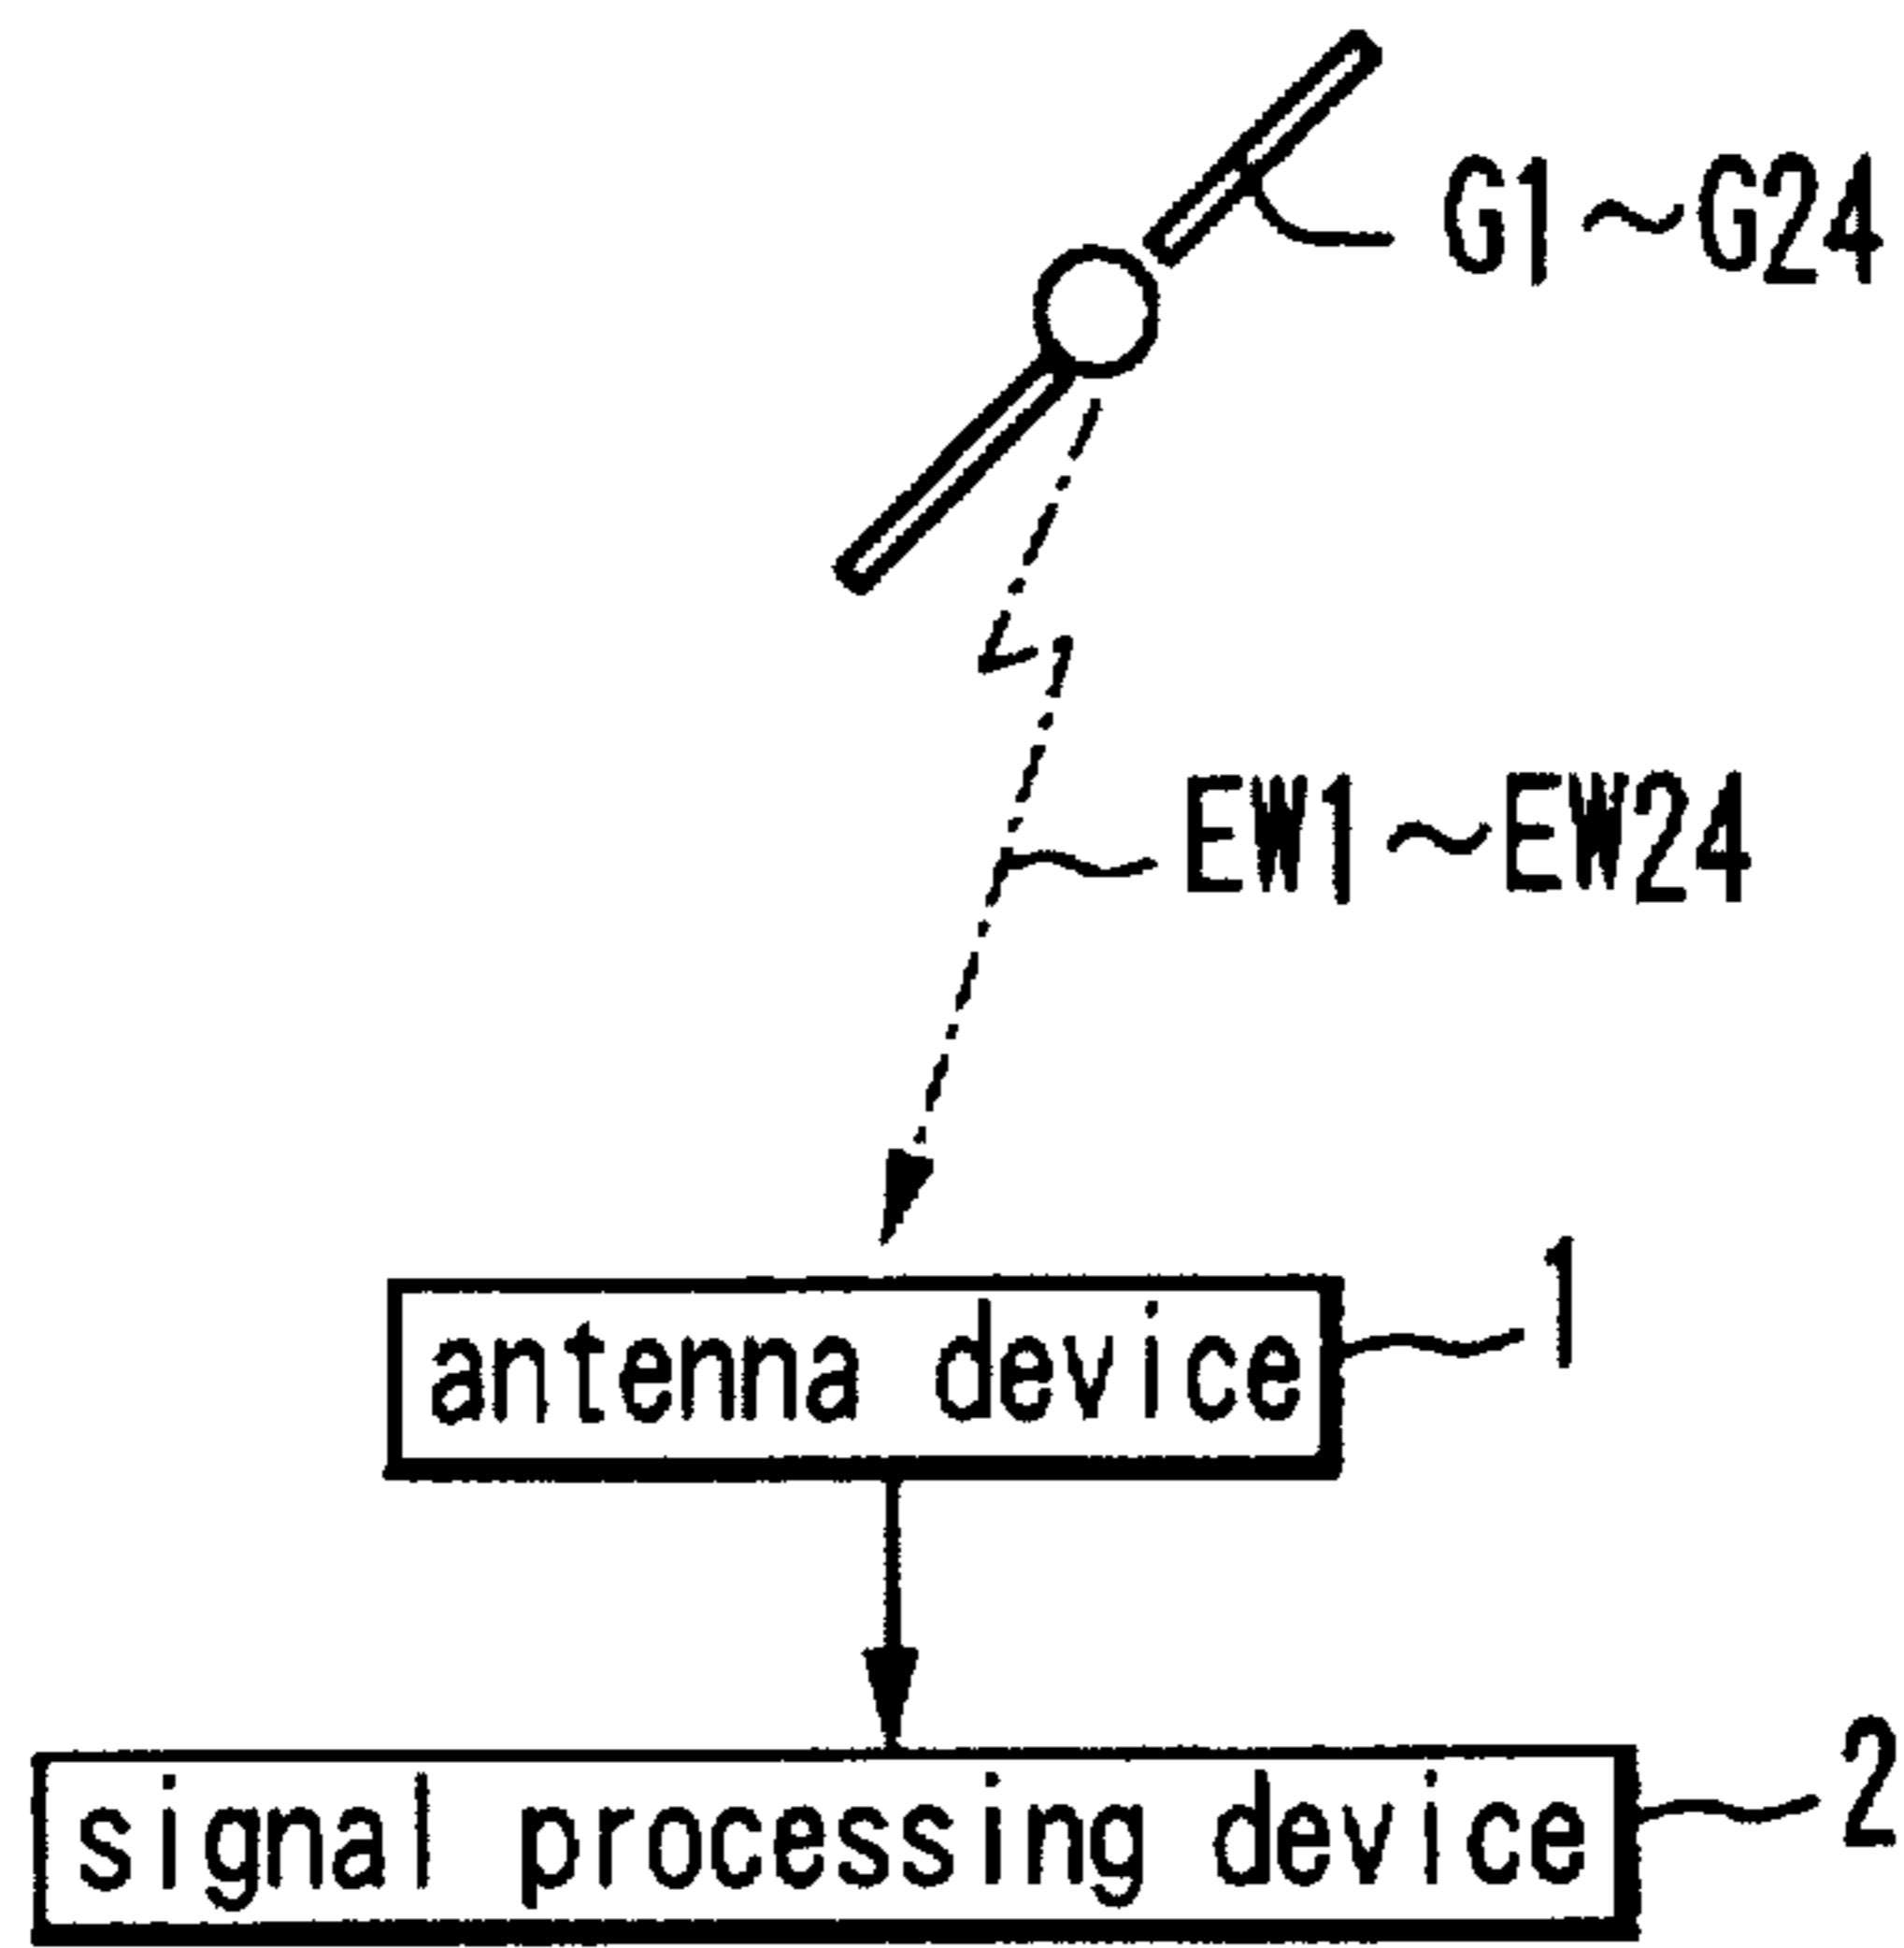 G1~G24
EW1~EW24
antenna device
1
signal processing device
2